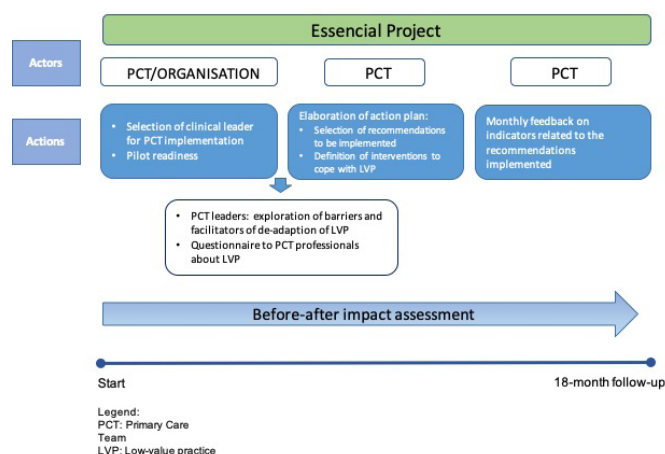 Essencial Project
Actors
PCT/ORGANISATION
PCT
PCT
Actions
• Selection of clinical leader
for PCT implementation
• Pilot readiness
Elaboration of action plan:
• Selection of recommendations
to be implemented
• Definition of interventions to
cope with LVP
Monthly feedback on
indicators related to the
recommendations
implemented
• PCT leaders: exploration of barriers and
facilitators of de-adaption of LVP
• Questionnaire to PCT professionals
about LVP
Before-after impact assessment
Start
18-month follow-up
Legend:
PCT: Primary Care
Team
LVP: Low-value practice